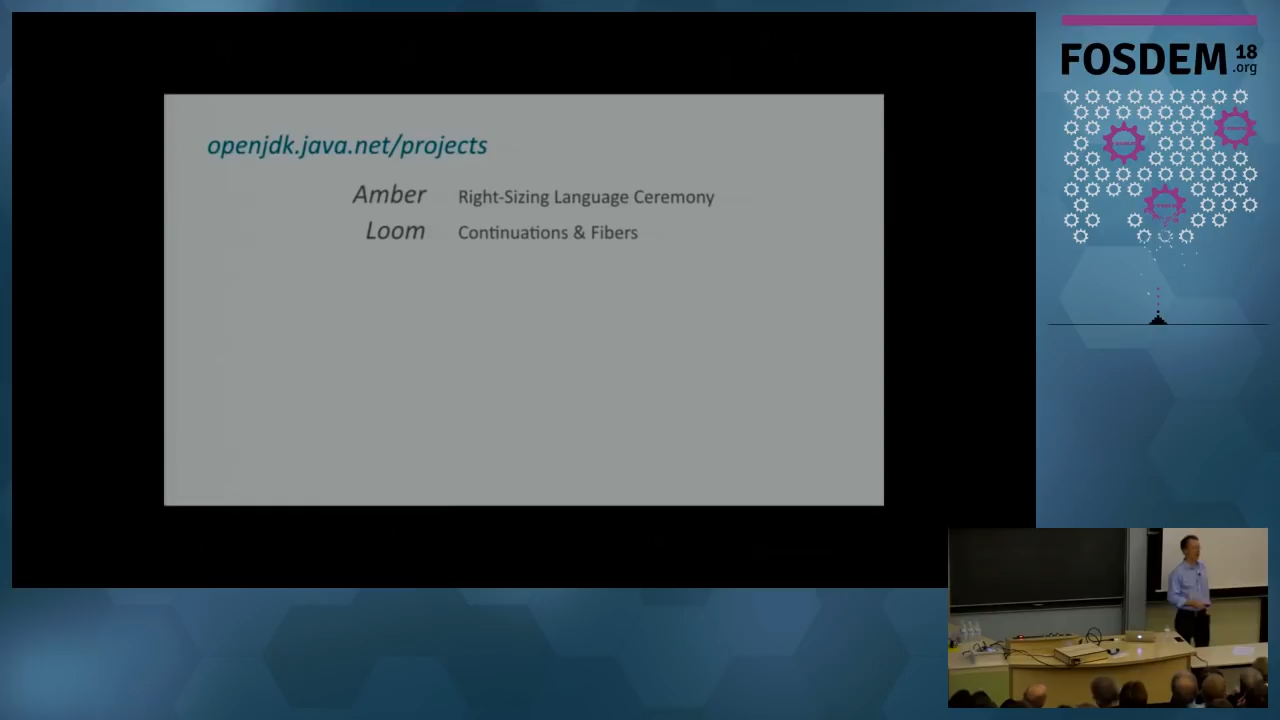 openjdk.java.net/projects
Amber Right-Sizing Language Ceremony
Loom Continuations & Fibers
FOSDEM 18
.org